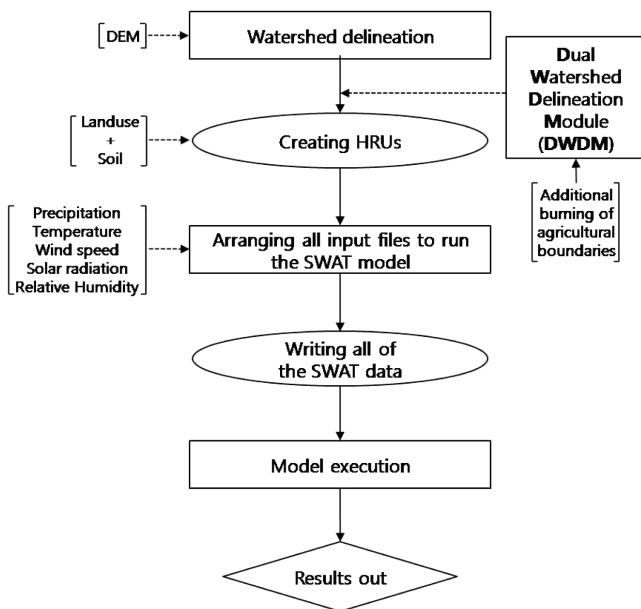 [DEM]
Watershed delineation
Dual
Watershed
Delineation
Module
(DWDM)
Landuse
+
Soil
Creating HRUs
Additional
burning of
agricultural
boundaries
Precipitation
Temperature
Wind speed
Solar radiation
Relative Humidity
Arranging all input files to run
the SWAT model
Writing all of
the SWAT data
Model execution
Results out